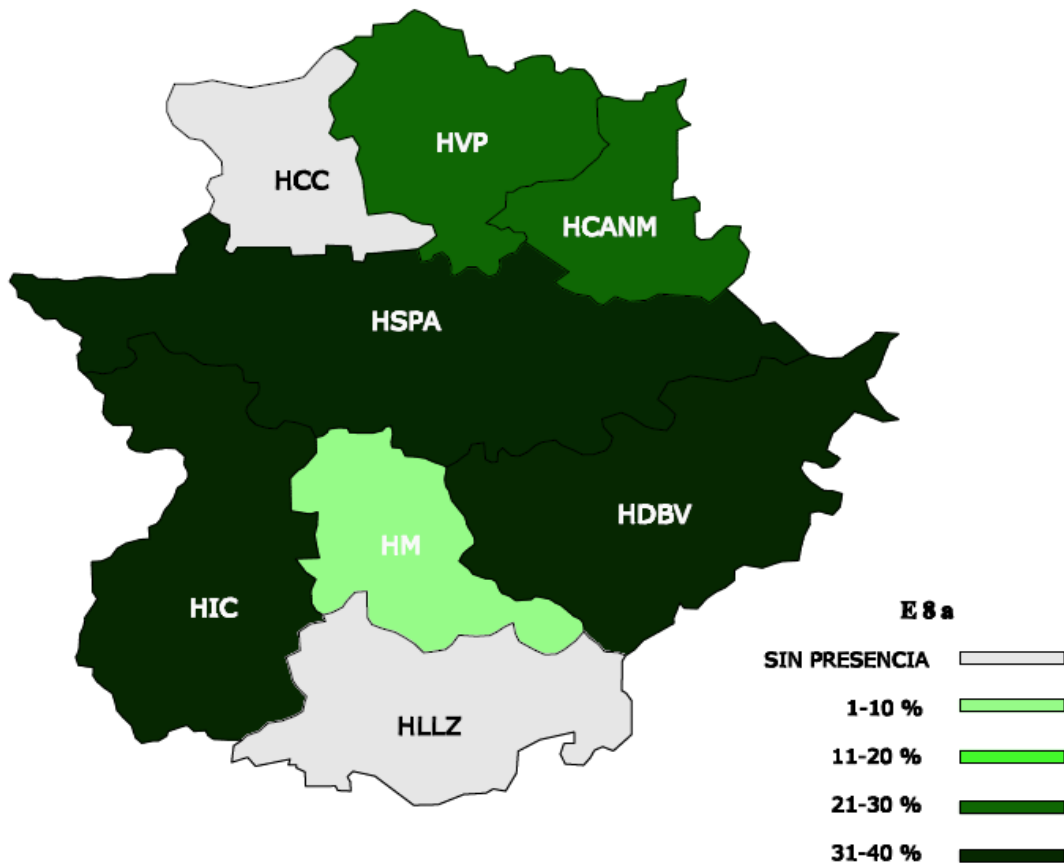 HVP
HCC
HCANM
HSPA
HDBV
HM
HIC
HLLZ
E 8 a
SIN PRESENCIA
1-10 %
11-20 %
21-30 %
31-40 %